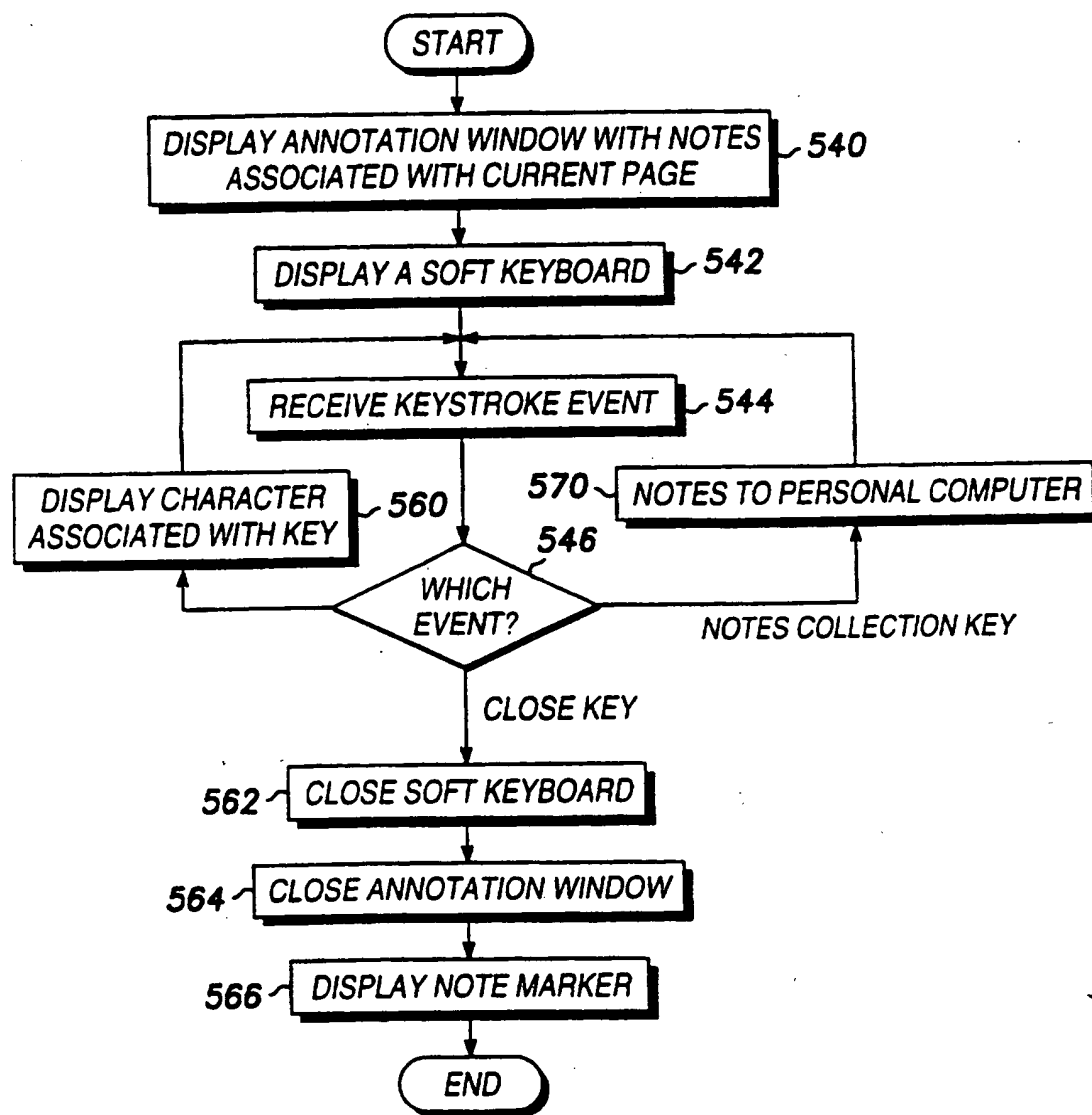 START
DISPLAY ANNOTATION WINDOW WITH NOTES
ASSOCIATED WITH CURRENT PAGE
540
DISPLAY A SOFT KEYBOARD
542
RECEIVE KEYSTROKE EVENT
544
DISPLAY CHARACTER
ASSOCIATED WITH KEY
560
570
NOTES TO PERSONAL COMPUTER
546
WHICH
EVENT?
NOTES COLLECTION KEY
CLOSE KEY
562
CLOSE SOFT KEYBOARD
564
CLOSE ANNOTATION WINDOW
566
DISPLAY NOTE MARKER
END